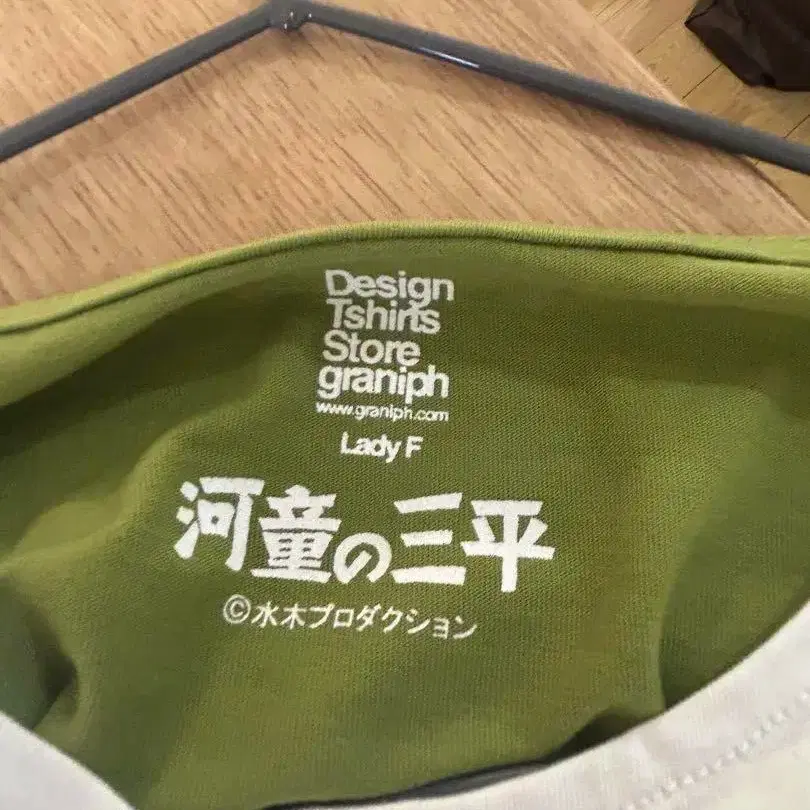 Design
Tshirts
Store
graniph
www.graniph.com
Lady F
河童の三平
©水木プロダクション